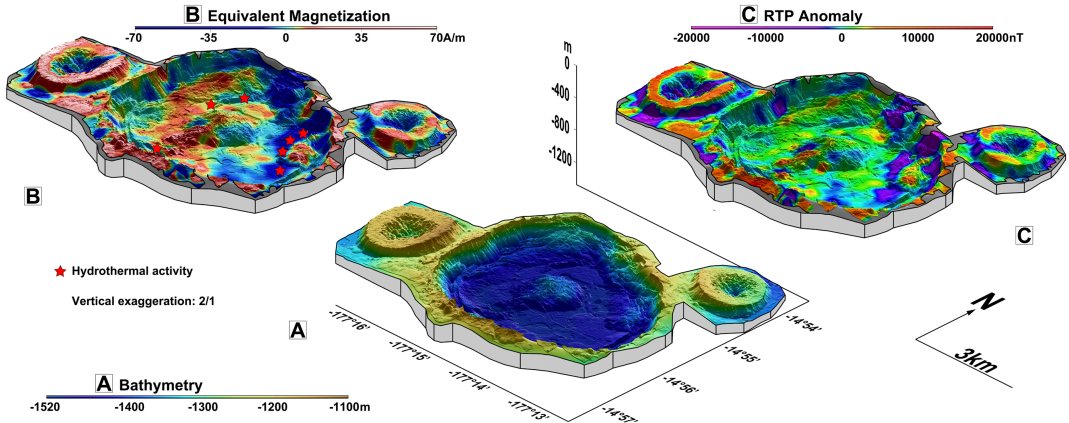 B Equivalent Magnetization
-70 -35 0 35 70A/m
C RTP Anomaly
-20000 -10000 0 10000 20000nT
m
0
-400
-800
-1200
B
C
Hydrothermal activity
Vertical exaggeration: 2/1
A
-177°16'
-177°15'
-177°14'
-177°13'
-14°54'
-14°55'
-14°56'
-14°57'
N
3km
A Bathymetry
-1520 -1400 -1300 -1200 -1100m